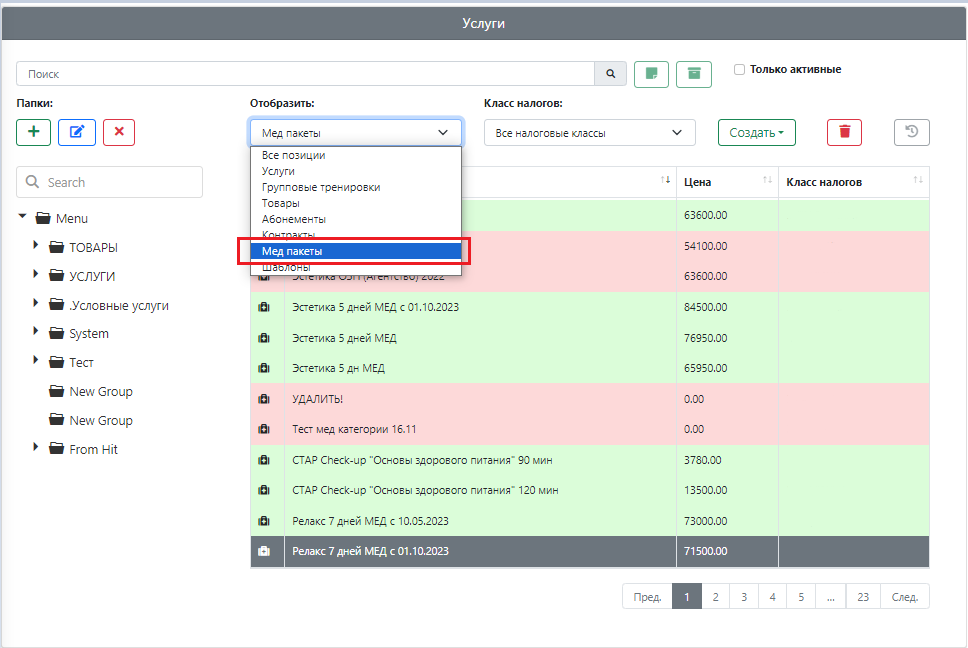 Услуги
Поиск
Только активные
Папки:
Отобразить:
Класс налогов:
Мед пакеты
Все налоговые классы
Создать
Все позиции
Услуги
Групповые тренировки
Товары
Абонементы
Контракты
Мед пакеты
Шаблоны
Search
Menu
ТОВАРЫ
УСЛУГИ
.Условные услуги
System
Тест
New Group
New Group
From Hit
Цена
Класс налогов
63600.00
54100.00
Эстетика ОЗП (Агентство) 2022 63600.00
Эстетика 5 дней МЕД с 01.10.2023 84500.00
Эстетика 5 дней МЕД 76950.00
Эстетика 5 дн МЕД 65950.00
УДАЛИТЬ! 0.00
Тест мед категории 16.11 0.00
СТАР Check-up "Основы здорового питания" 90 мин 3780.00
СТАР Check-up "Основы здорового питания" 120 мин 13500.00
Релакс 7 дней МЕД с 10.05.2023 73000.00
Релакс 7 дней МЕД с 01.10.2023 71500.00
Пред. 1 2 3 4 5 ... 23 След.